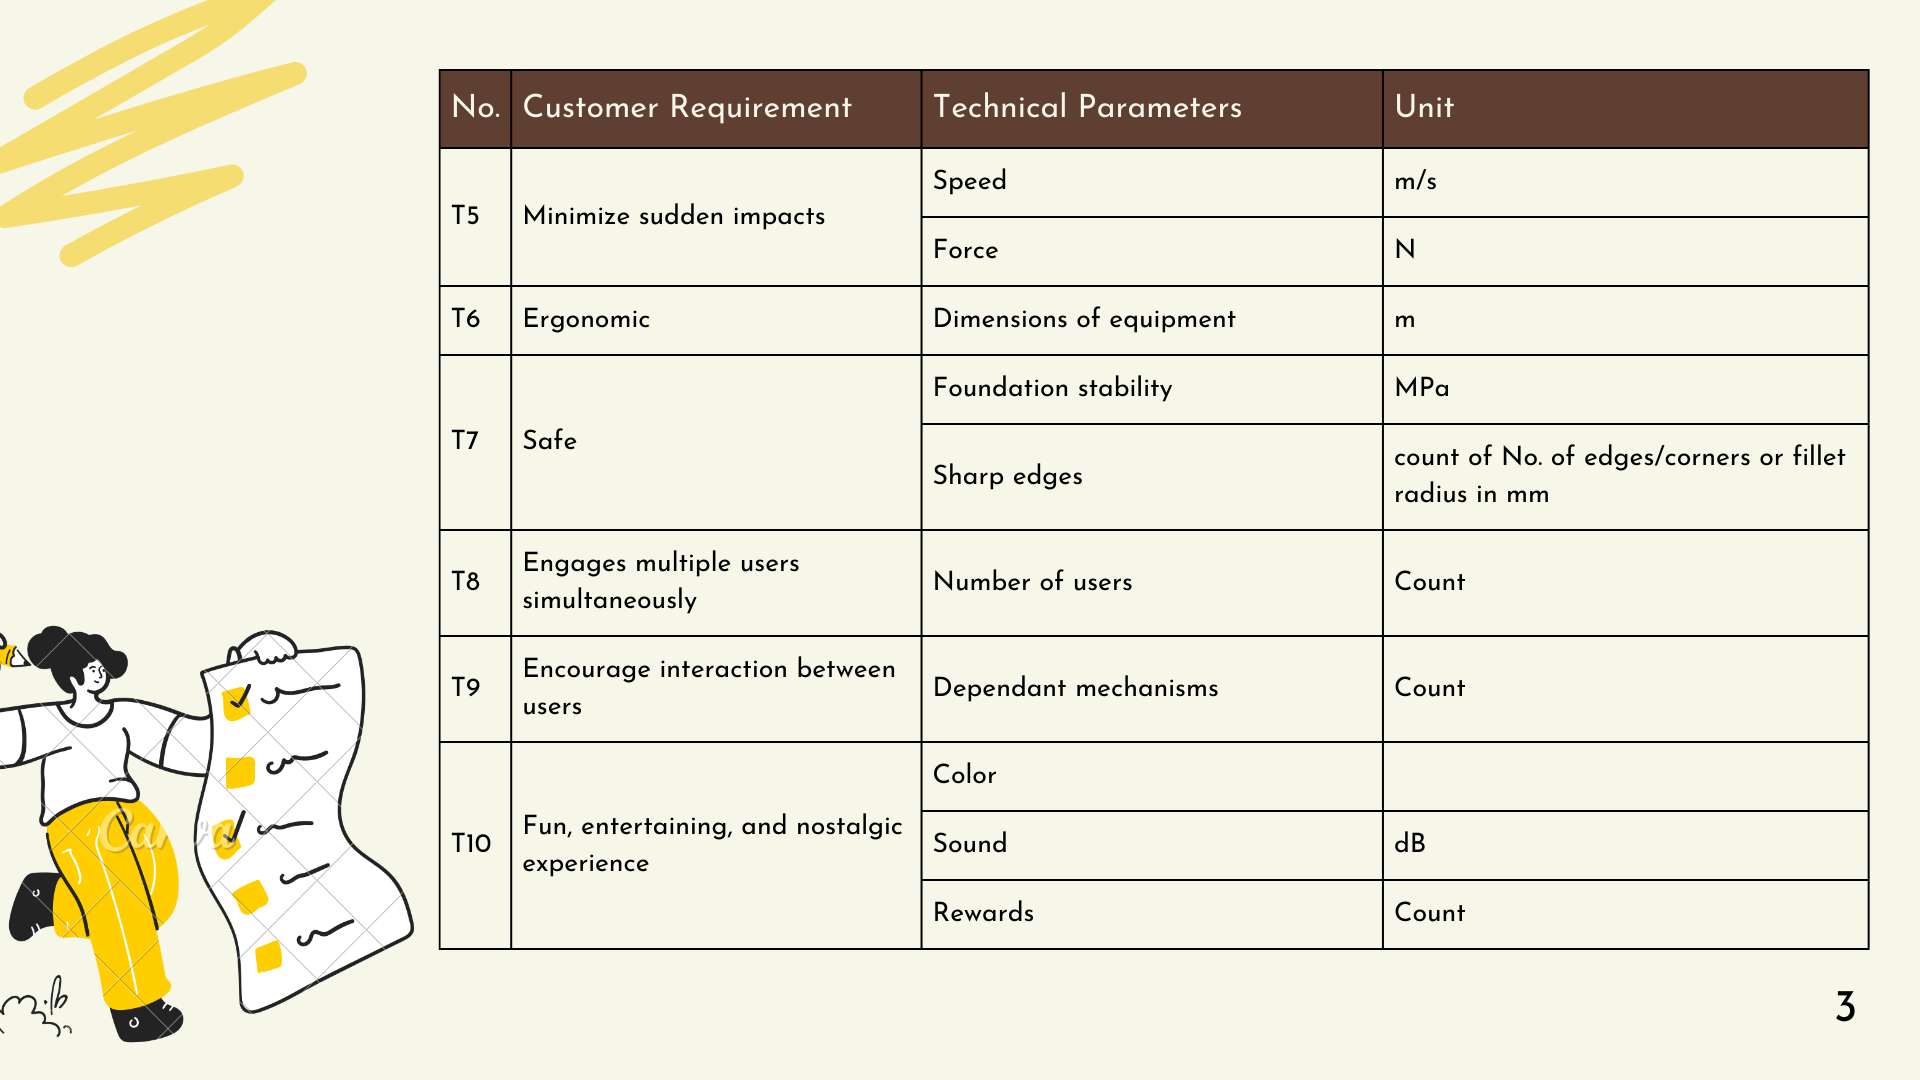 No. Customer Requirement Technical Parameters Unit
T5 Minimize sudden impacts Speed m/s
Force N
T6 Ergonomic Dimensions of equipment m
T7 Safe Foundation stability MPa
Sharp edges count of No. of edges/corners or fillet
radius in mm
T8 Engages multiple users
simultaneously Number of users Count
T9 Encourage interaction between
users Dependant mechanisms Count
T10 Fun, entertaining, and nostalgic
experience Color
Sound dB
Rewards Count
Canva
3